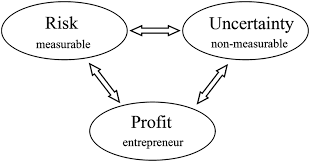 Risk
measurable
Uncertainty
non-measurable
Profit
entrepreneur